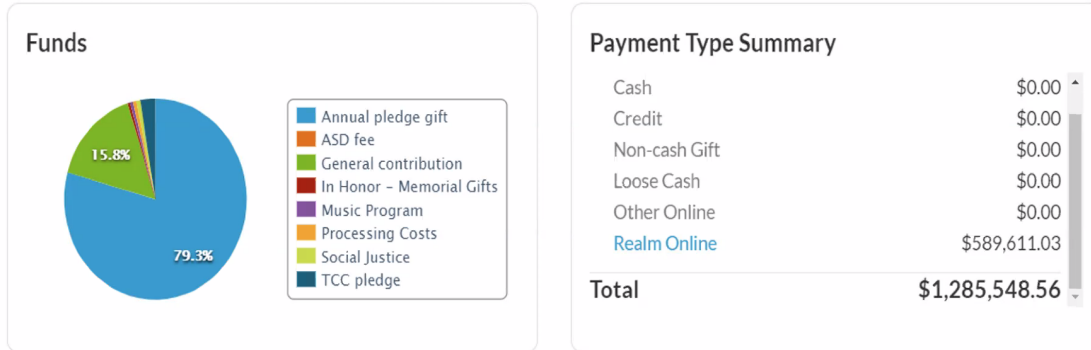 Funds
15.8%
79.3%
Annual pledge gift
ASD fee
General contribution
In Honor - Memorial Gifts
Music Program
Processing Costs
Social Justice
TCC pledge
Payment Type Summary
Cash $0.00
Credit $0.00
Non-cash Gift $0.00
Loose Cash $0.00
Other Online $0.00
Realm Online $589,611.03
Total $1,285,548.56